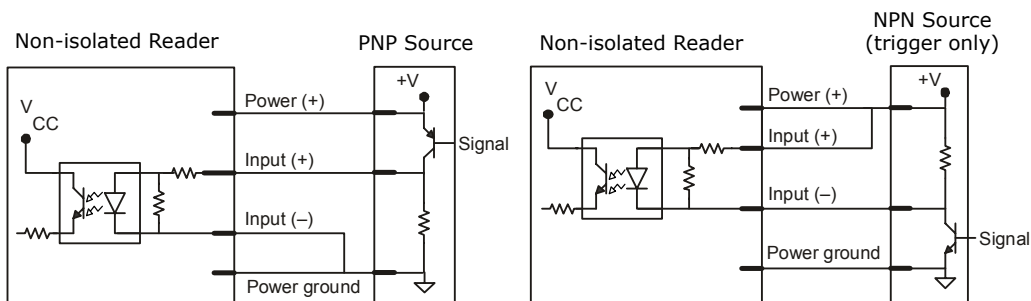 Non-isolated Reader
PNP Source
+V
V
CC
Power (+)
Signal
Input (+)
Input (–)
Power ground
Non-isolated Reader
NPN Source
(trigger only)
+V
V
CC
Power (+)
Input (+)
Input (–)
Signal
Power ground